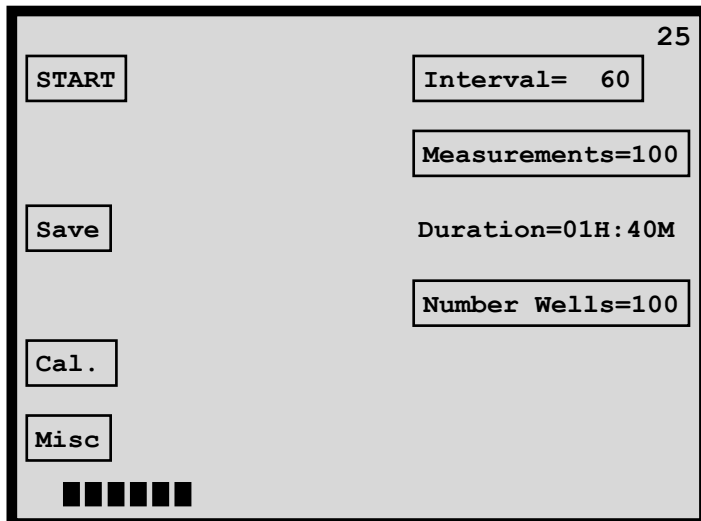 25
START Interval=  60
Measurements=100
Save Duration=01H:40M
Number Wells=100
Cal.
Misc